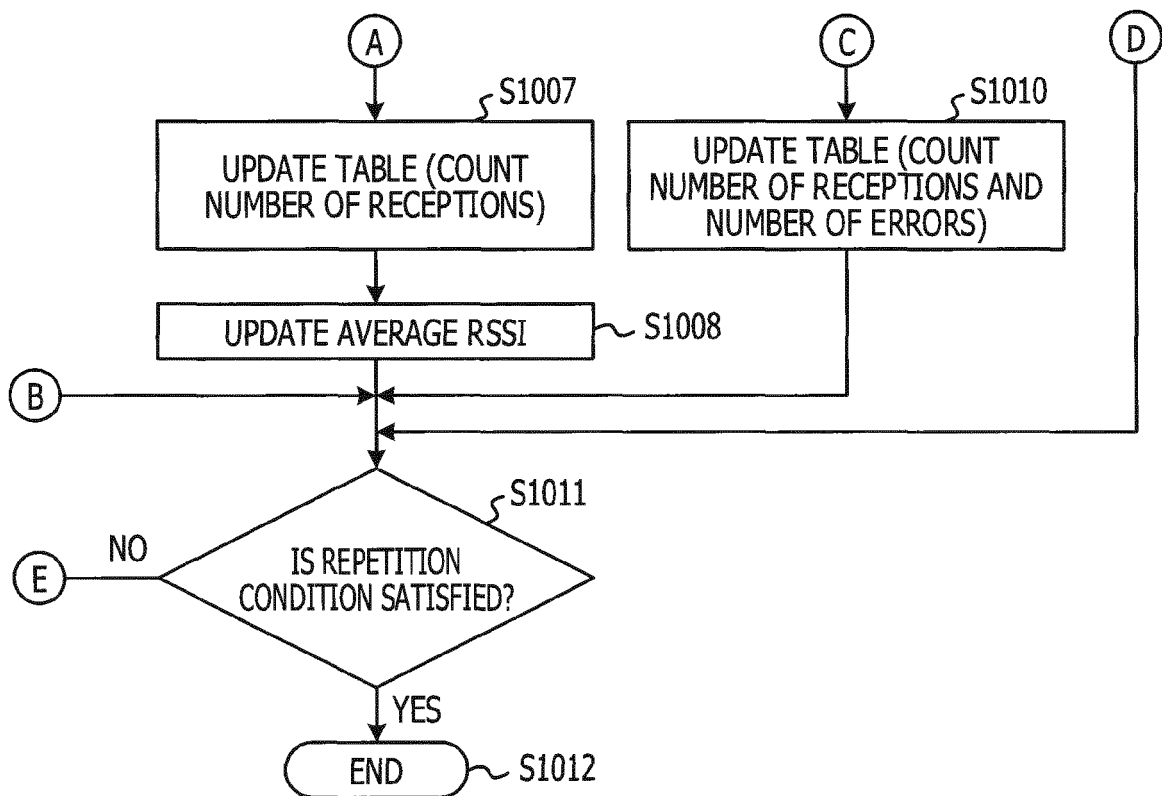 A
C
D
S1007
S1010
UPDATE TABLE (COUNT
NUMBER OF RECEPTIONS)
UPDATE TABLE (COUNT
NUMBER OF RECEPTIONS AND
NUMBER OF ERRORS)
UPDATE AVERAGE RSSI
S1008
B
S1011
NO
E
IS REPETITION
CONDITION SATISFIED?
YES
END
S1012